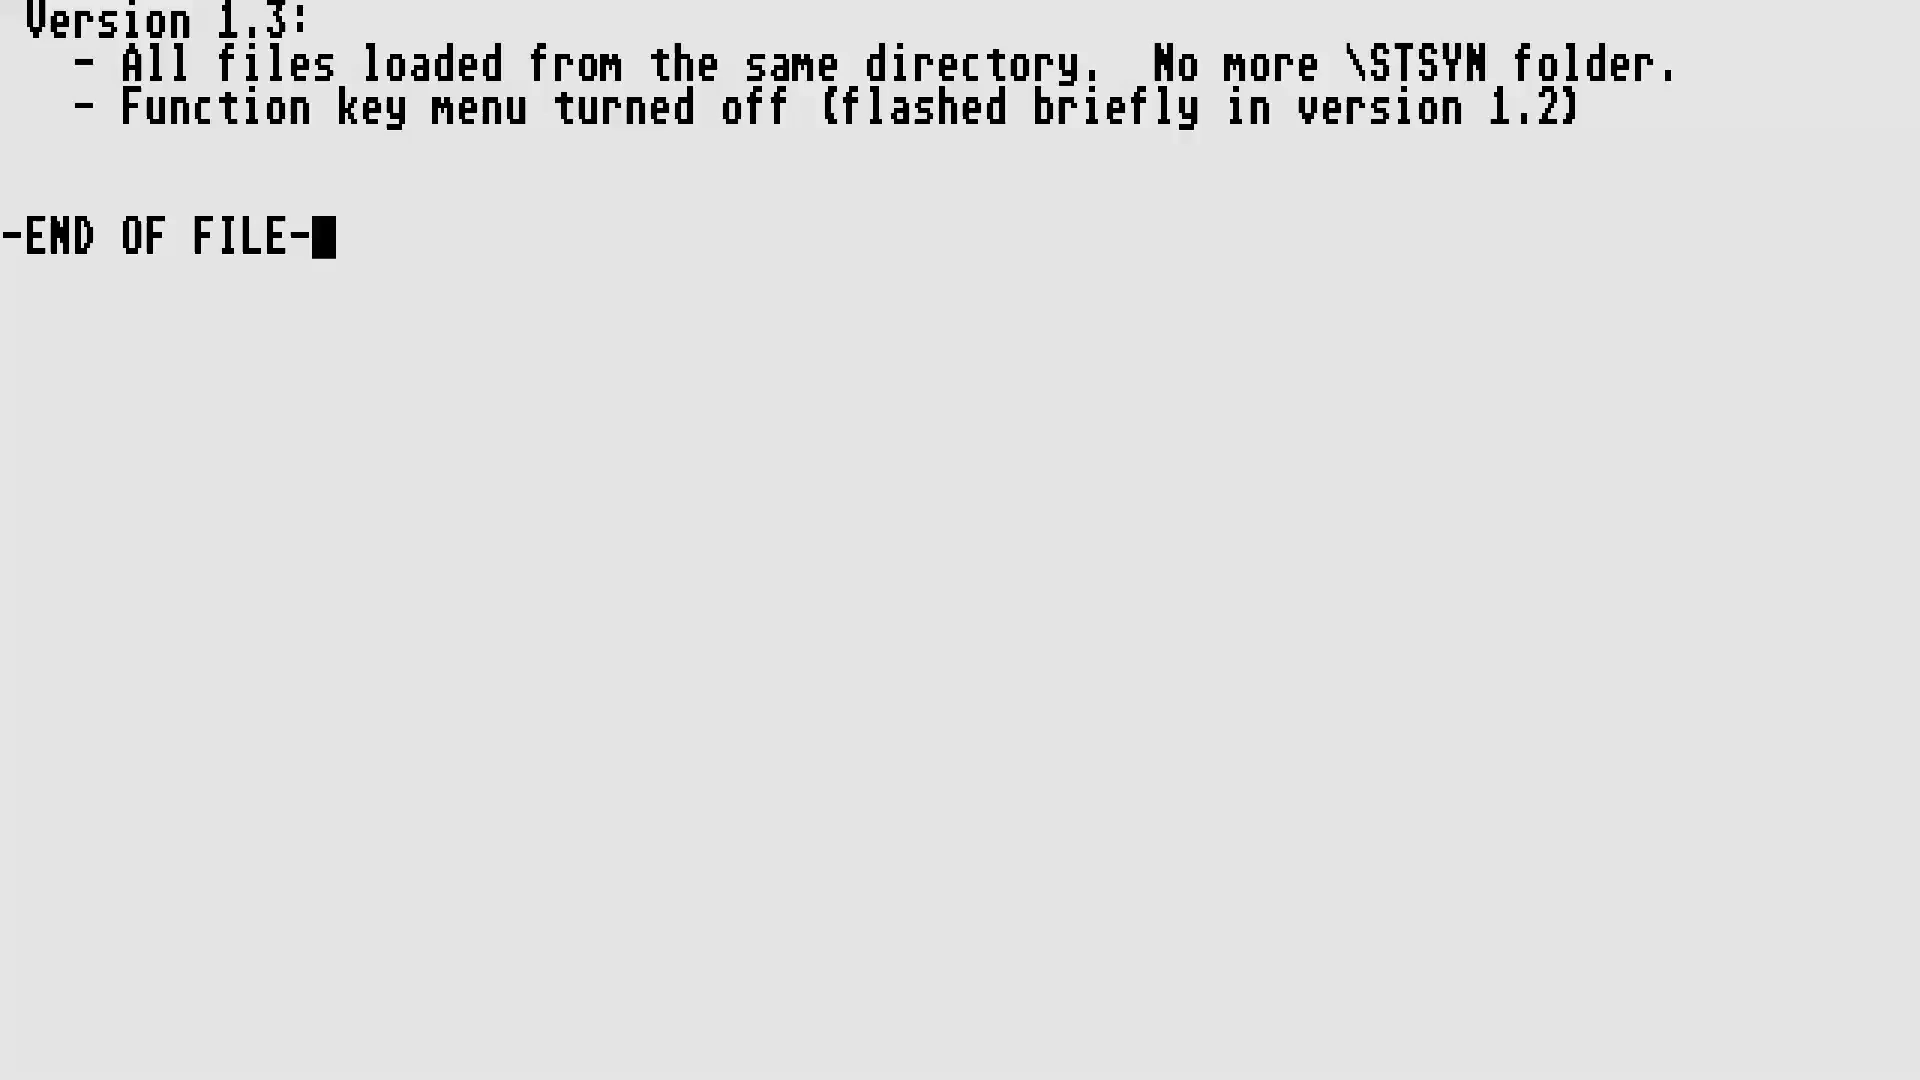 Version 1.3:
- All files loaded from the same directory.  No more \STSYN folder.
- Function key menu turned off (flashed briefly in version 1.2)
-END OF FILE-